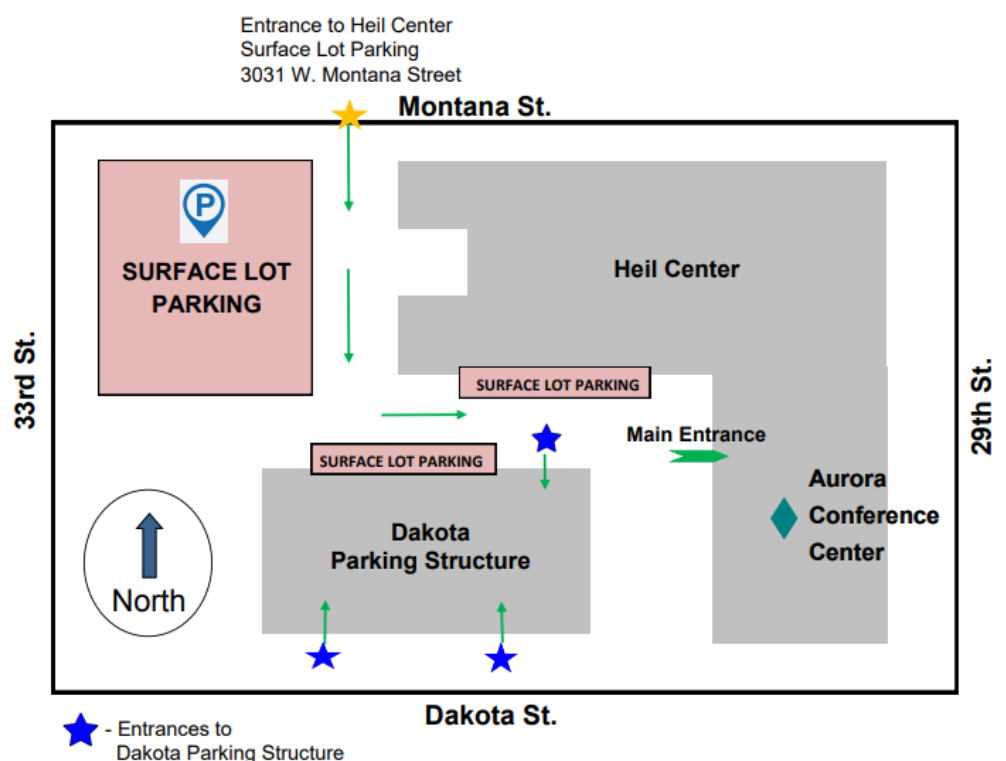 Entrance to Heil Center
Surface Lot Parking
3031 W. Montana Street
Montana St.
P
SURFACE LOT
PARKING
Heil Center
33rd St.
29th St.
SURFACE LOT PARKING
Main Entrance
SURFACE LOT PARKING
Aurora
Conference
Center
Dakota
Parking Structure
North
Dakota St.
- Entrances to
Dakota Parking Structure